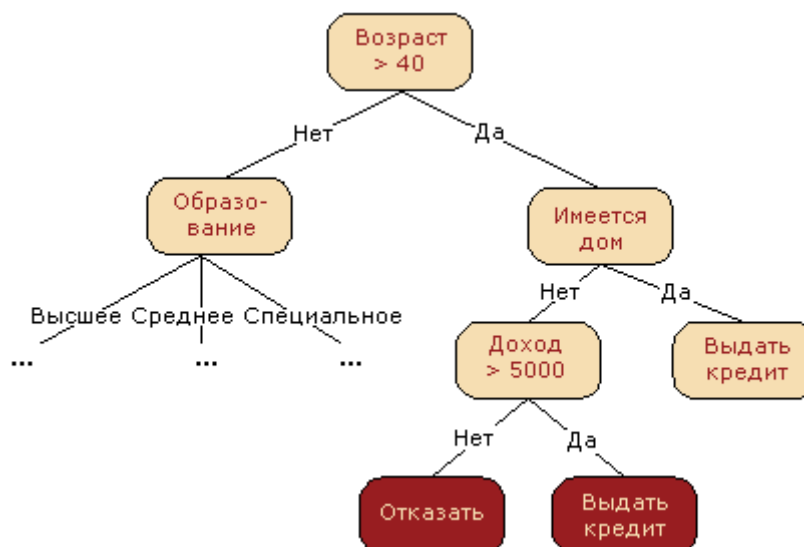 Возраст
> 40
Нет
Да
Образо-
вание
Имеется
дом
Высшее Среднее Специальное
... ... ...
Нет
Да
Доход
> 5000
Выдать
кредит
Нет
Да
Отказать
Выдать
кредит